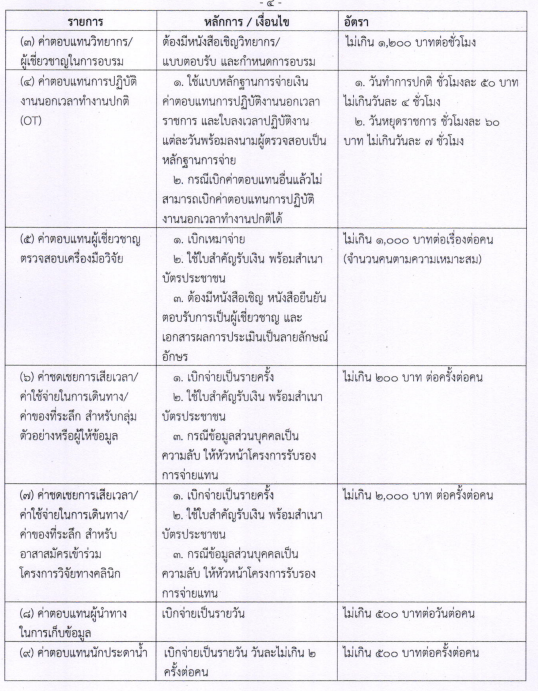 - ๔ -
รายการ
หลักการ / เงื่อนไข
อัตรา
(๓) ค่าตอบแทนวิทยากร/
ผู้เชี่ยวชาญในการอบรม
ต้องมีหนังสือเชิญวิทยากร/
แบบตอบรับ และกำหนดการอบรม
ไม่เกิน ๑,๒๐๐ บาทต่อชั่วโมง
(๔) ค่าตอบแทนการปฏิบัติ
งานนอกเวลาทำงานปกติ
(OT)
๑. ใช้แบบหลักฐานการจ่ายเงิน
ค่าตอบแทนการปฏิบัติงานนอกเวลา
ราชการ และใบลงเวลาปฏิบัติงาน
แต่ละวันพร้อมลงนามผู้ตรวจสอบเป็น
หลักฐานการจ่าย
๒. กรณีเบิกค่าตอบแทนอื่นแล้วไม่
สามารถเบิกค่าตอบแทนการปฏิบัติ
งานนอกเวลาทำงานปกติได้
๑. วันทำการปกติ ชั่วโมงละ ๕๐ บาท
ไม่เกินวันละ ๔ ชั่วโมง
๒. วันหยุดราชการ ชั่วโมงละ ๖๐
บาท ไม่เกินวันละ ๗ ชั่วโมง
(๕) ค่าตอบแทนผู้เชี่ยวชาญ
ตรวจสอบเครื่องมือวิจัย
๑. เบิกเหมาจ่าย
๒. ใช้ใบสำคัญรับเงิน พร้อมสำเนา
บัตรประชาชน
๓. ต้องมีหนังสือเชิญ หนังสือยืนยัน
ตอบรับการเป็นผู้เชี่ยวชาญ และ
เอกสารผลการประเมินเป็นลายลักษณ์
อักษร
ไม่เกิน ๑,๐๐๐ บาทต่อเรื่องต่อคน
(จำนวนคนตามความเหมาะสม)
(๖) ค่าชดเชยการเสียเวลา/
ค่าใช้จ่ายในการเดินทาง/
ค่าของที่ระลึก สำหรับกลุ่ม
ตัวอย่างหรือผู้ให้ข้อมูล
๑. เบิกจ่ายเป็นรายครั้ง
๒. ใช้ใบสำคัญรับเงิน พร้อมสำเนา
บัตรประชาชน
๓. กรณีข้อมูลส่วนบุคคลเป็น
ความลับ ให้หัวหน้าโครงการรับรอง
การจ่ายแทน
ไม่เกิน ๒๐๐ บาท ต่อครั้งต่อคน
(๗) ค่าชดเชยการเสียเวลา/
ค่าใช้จ่ายในการเดินทาง/
ค่าของที่ระลึก สำหรับ
อาสาสมัครเข้าร่วม
โครงการวิจัยทางคลินิก
๑. เบิกจ่ายเป็นรายครั้ง
๒. ใช้ใบสำคัญรับเงิน พร้อมสำเนา
บัตรประชาชน
๓. กรณีข้อมูลส่วนบุคคลเป็น
ความลับ ให้หัวหน้าโครงการรับรอง
การจ่ายแทน
ไม่เกิน ๒,๐๐๐ บาท ต่อครั้งต่อคน
(๘) ค่าตอบแทนผู้นำทาง
ในการเก็บข้อมูล
เบิกจ่ายเป็นรายวัน
ไม่เกิน ๕๐๐ บาทต่อวันต่อคน
(๙) ค่าตอบแทนนักประดาน้ำ
เบิกจ่ายเป็นรายวัน วันละไม่เกิน ๒
ครั้งต่อคน
ไม่เกิน ๕๐๐ บาทต่อครั้งต่อคน